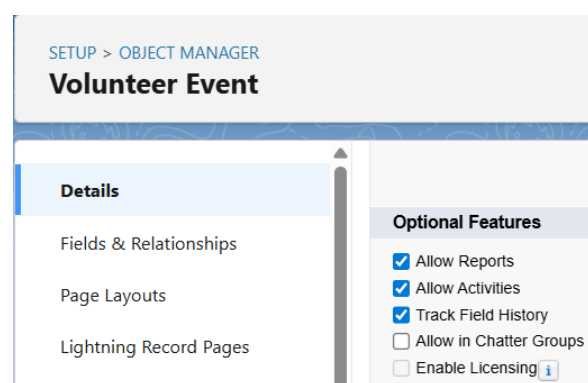 SETUP > OBJECT MANAGER
Volunteer Event
Details
Fields & Relationships
Page Layouts
Lightning Record Pages
Optional Features
Allow Reports
Allow Activities
Track Field History
Allow in Chatter Groups
Enable Licensing i